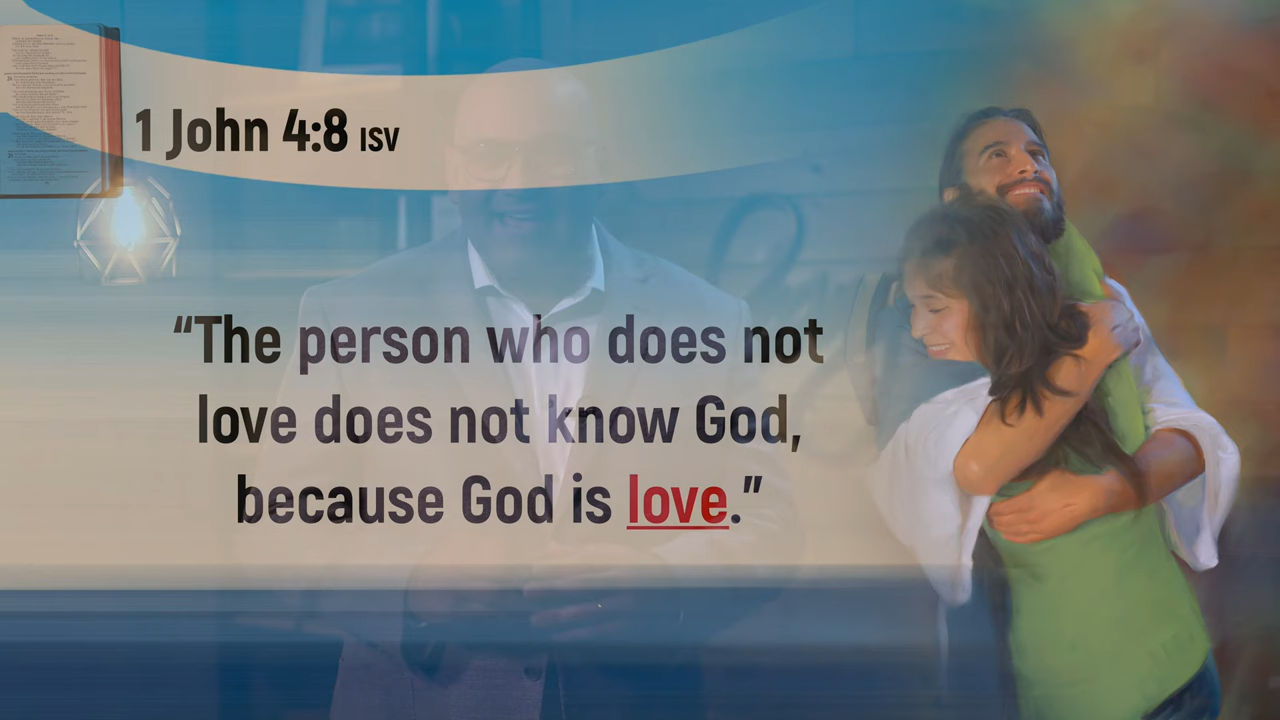 1 John 4:8 ISV
“The person who does not
love does not know God,
because God is love.”